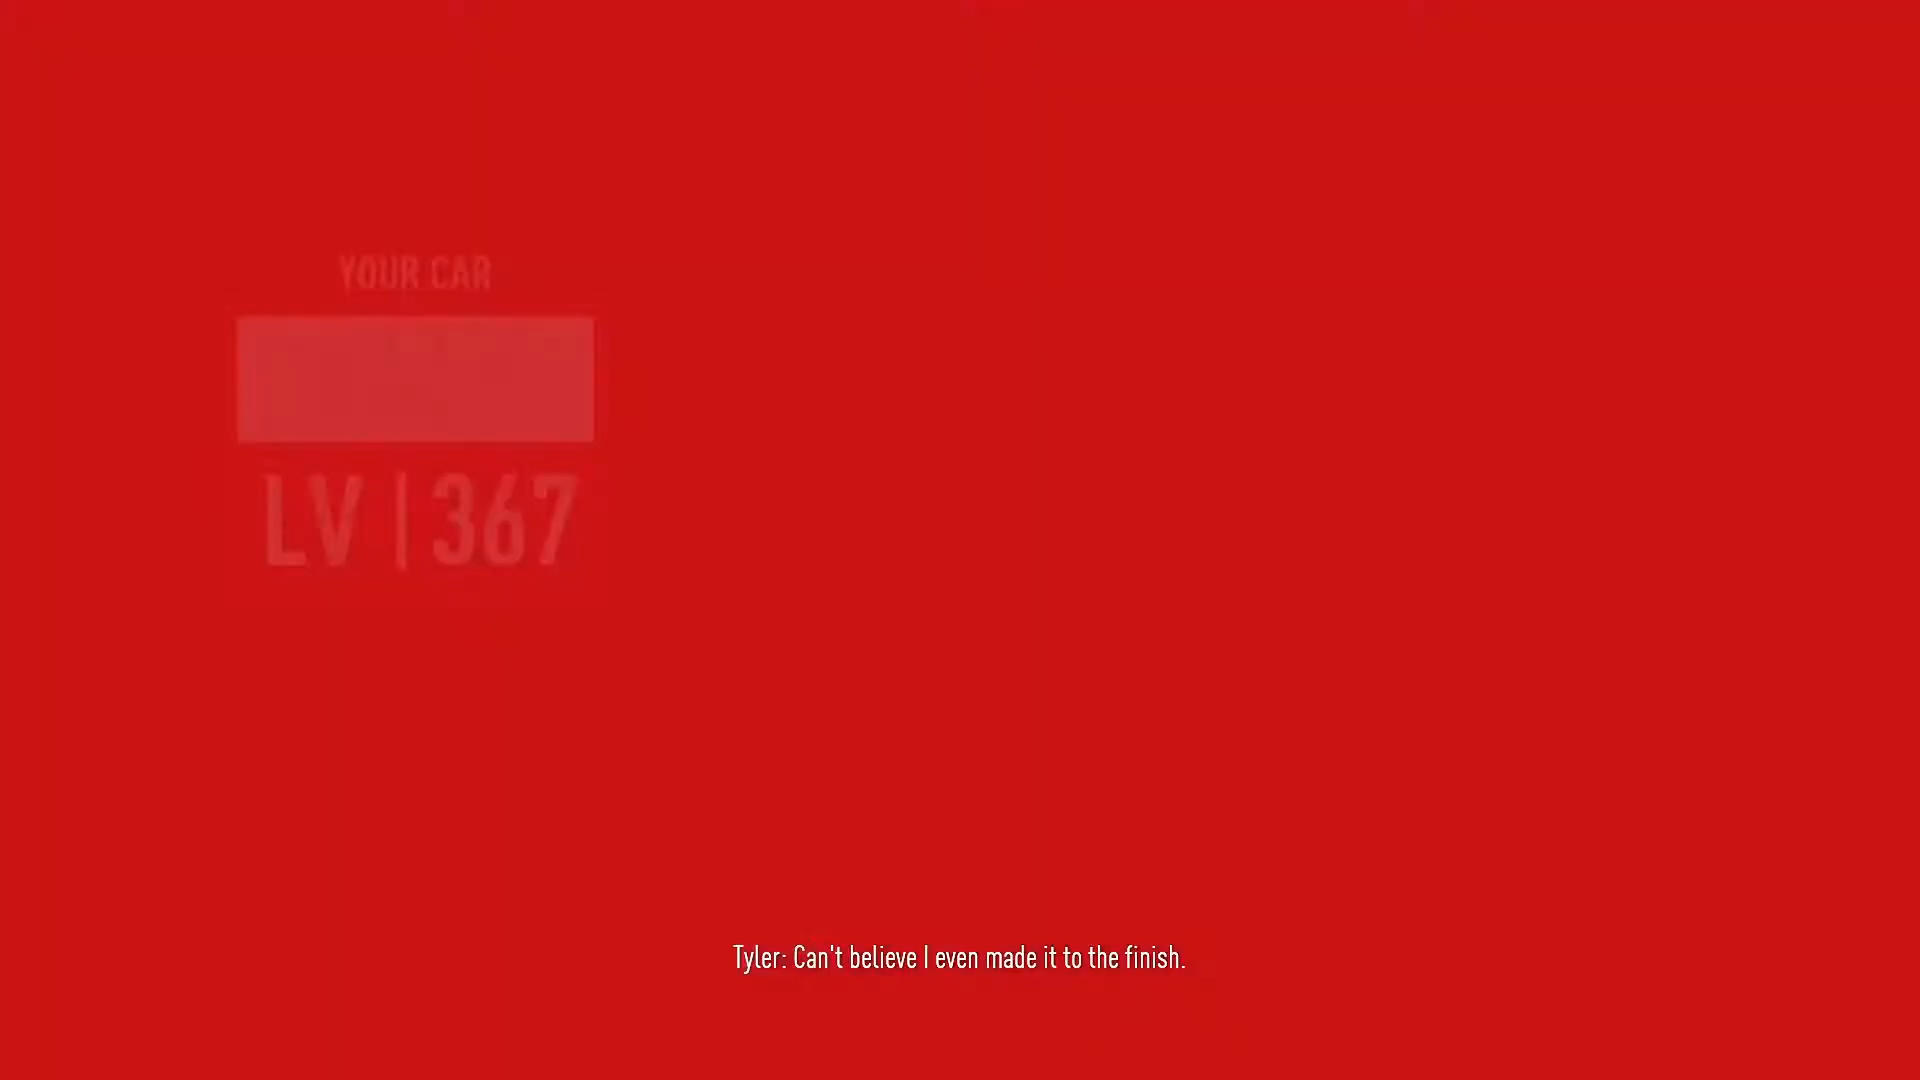 YOUR CAR
LV | 367
Tyler: Can't believe I even made it to the finish.